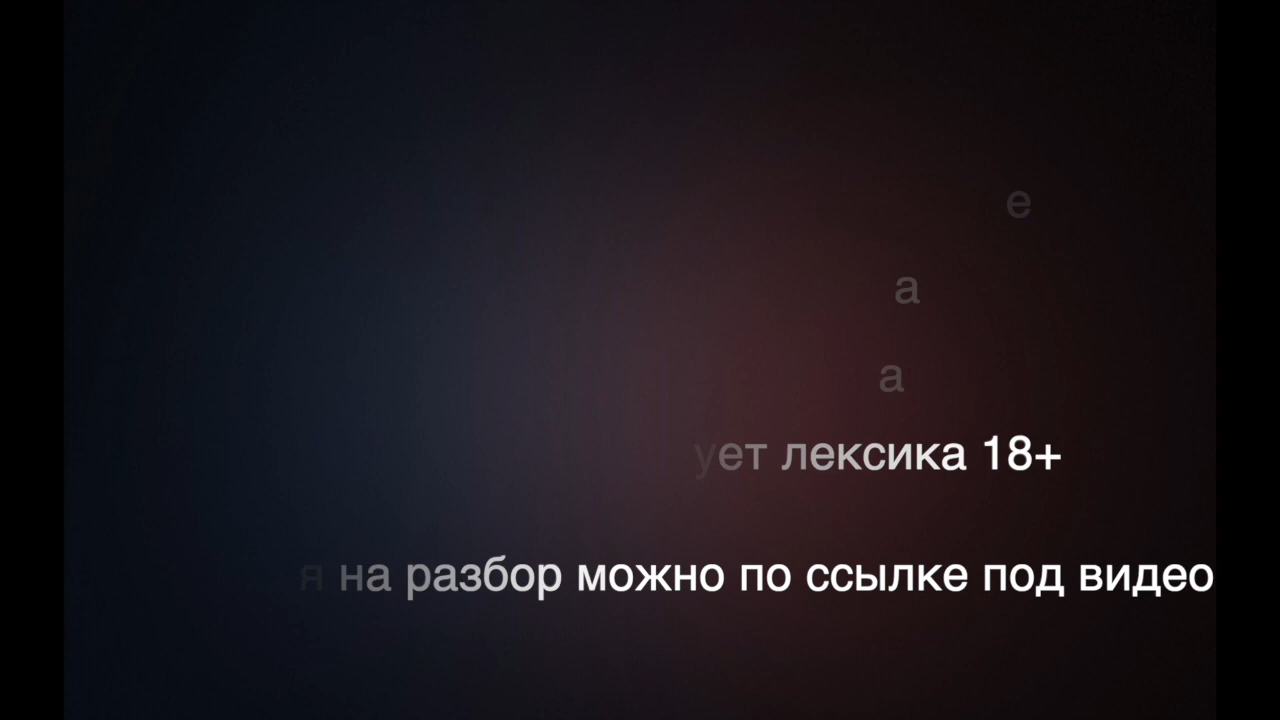 е
а
а
ует лексика 18+
я на разбор можно по ссылке под видео